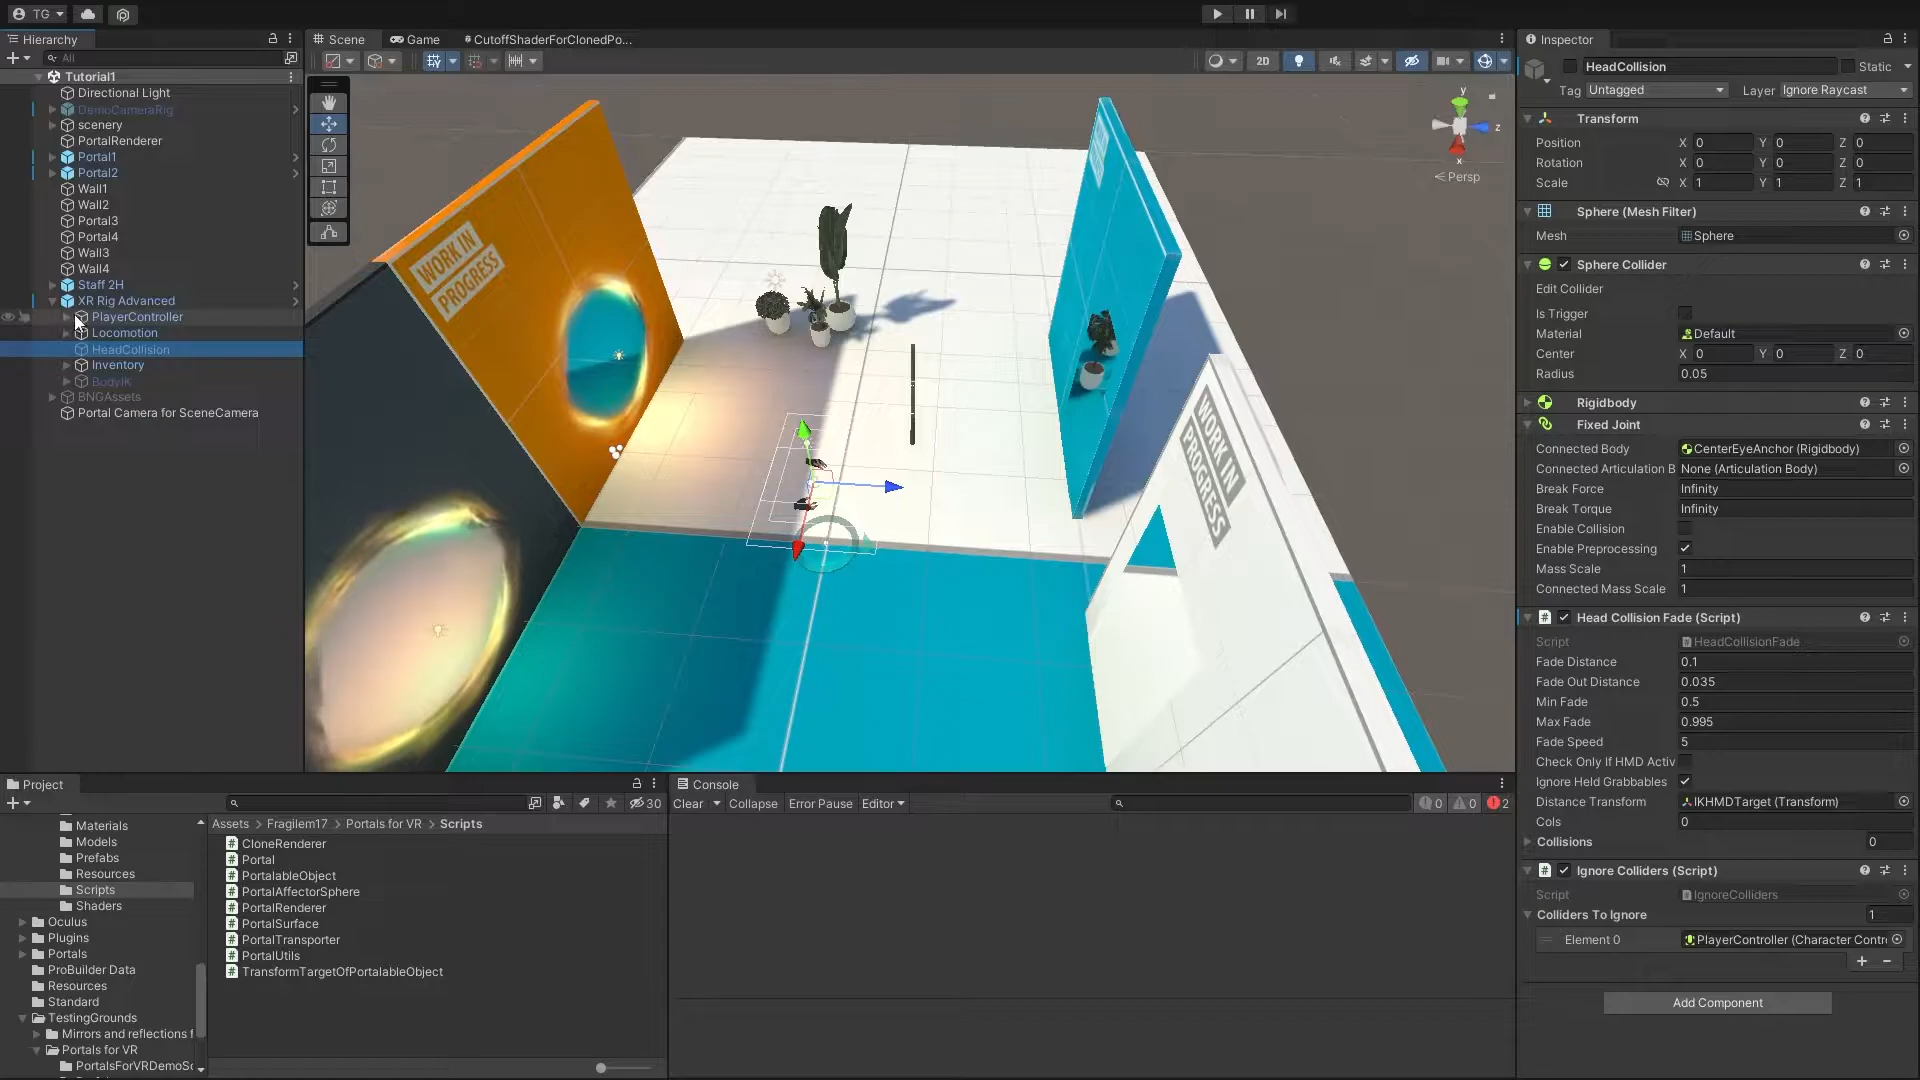 TG
Hierarchy
All
Tutorial1
Directional Light
DemoCameraRig
scenery
PortalRenderer
Portal1
Portal2
Wall1
Wall2
Portal3
Portal4
Wall3
Wall4
Staff 2H
XR Rig Advanced
PlayerController
Locomotion
HeadCollision
Inventory
BodyIK
BNGAssets
Portal Camera for SceneCamera
Scene
Game
CutoffShaderForClonedPo...
2D
y
z
x
Persp
WORK IN
PROGRESS
WORK IN
PROGRESS
Inspector
HeadCollision
Static
Tag Untagged
Layer Ignore Raycast
Transform
Position X 0 Y 0 Z 0
Rotation X 0 Y 0 Z 0
Scale X 1 Y 1 Z 1
Sphere (Mesh Filter)
Mesh Sphere
Sphere Collider
Edit Collider
Is Trigger
Material Default
Center X 0 Y 0 Z 0
Radius 0.05
Rigidbody
Fixed Joint
Connected Body CenterEyeAnchor (Rigidbody)
Connected Articulation B None (Articulation Body)
Break Force Infinity
Break Torque Infinity
Enable Collision
Enable Preprocessing
Mass Scale 1
Connected Mass Scale 1
Head Collision Fade (Script)
Script HeadCollisionFade
Fade Distance 0.1
Fade Out Distance 0.035
Min Fade 0.5
Max Fade 0.995
Fade Speed 5
Check Only If HMD Activ
Ignore Held Grabbables
Distance Transform IKHMDTarget (Transform)
Cols 0
Collisions 0
Ignore Colliders (Script)
Script IgnoreColliders
Colliders To Ignore 1
Element 0 PlayerController (Character Contr
Add Component
Project
30
Materials
Models
Prefabs
Resources
Scripts
Shaders
Oculus
Plugins
Portals
ProBuilder Data
Resources
Standard
TestingGrounds
Mirrors and reflections f
Portals for VR
PortalsForVRDemoSc
Assets > Fragilem17 > Portals for VR > Scripts
CloneRenderer
Portal
PortalableObject
PortalAffectorSphere
PortalRenderer
PortalSurface
PortalTransporter
PortalUtils
TransformTargetOfPortalableObject
Console
Clear Collapse Error Pause Editor
0 0 2